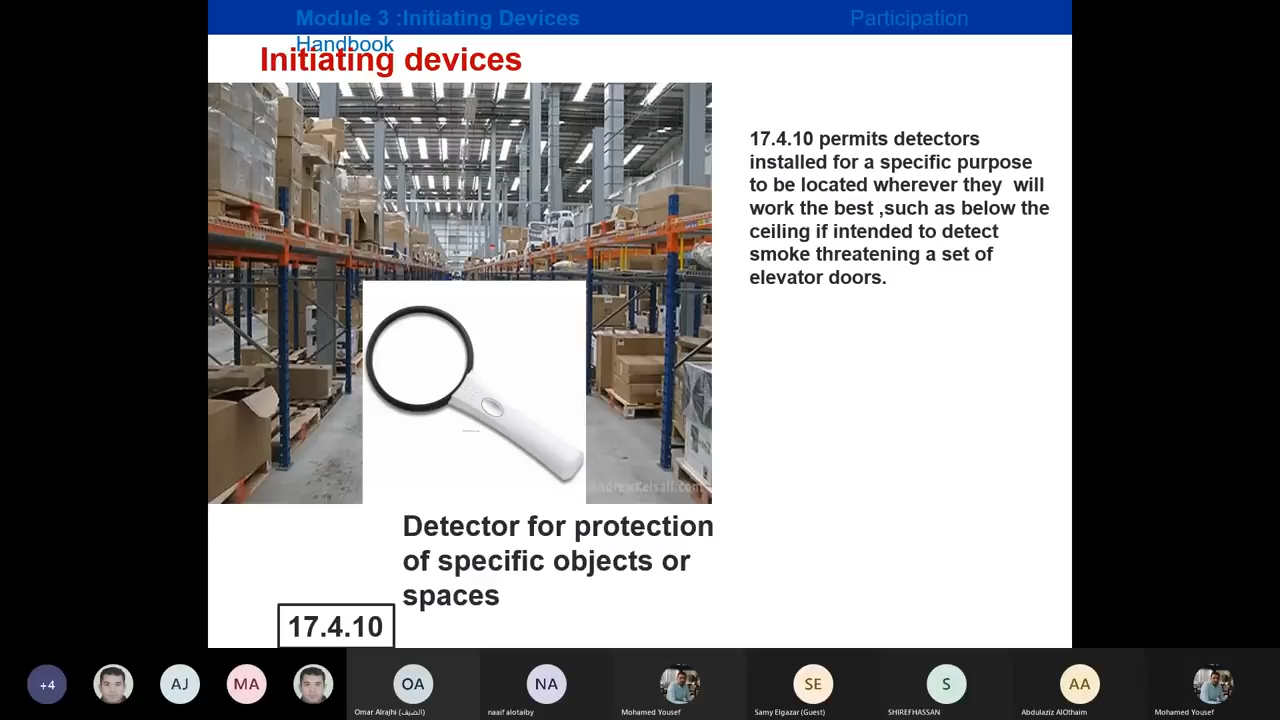 Module 3 :Initiating Devices
Participation
Handbook
Initiating devices
17.4.10 permits detectors
installed for a specific purpose
to be located wherever they will
work the best ,such as below the
ceiling if intended to detect
smoke threatening a set of
elevator doors.
AndrewKelsall.com
Detector for protection
of specific objects or
spaces
17.4.10
+4
AJ
MA
OA
NA
SE
S
AA
Omar Alrajhi (الضيف)
naaif alotaiby
Mohamed Yousef
Samy Elgazar (Guest)
SHIREFHASSAN
Abdulaziz AlOthaim
Mohamed Yousef